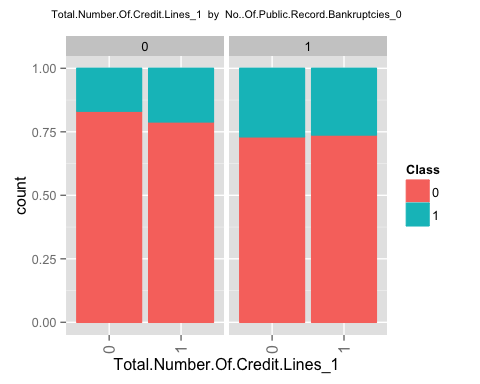 Total.Number.Of.Credit.Lines_1 by No..Of.Public.Record.Bankruptcies_0
0 1
1.00
0.75
0.50
0.25
0.00
count
0 1 0 1
Total.Number.Of.Credit.Lines_1
Class
0
1